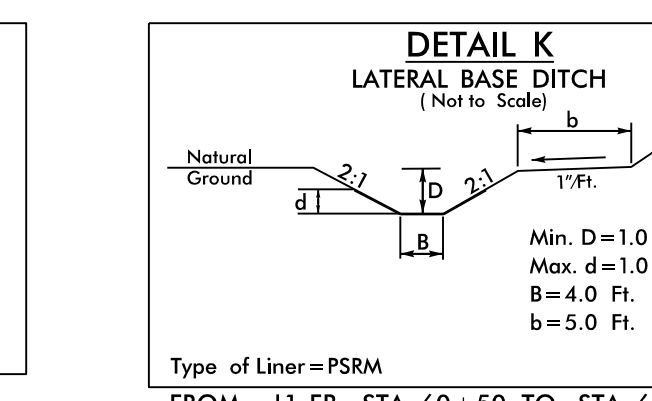 DETAIL K
LATERAL BASE DITCH
( Not to Scale)
b
Natural
Ground
2:1
D
2:1
1"/Ft.
d
B
Min. D=1.0
Max. d=1.0
B=4.0 Ft.
b=5.0 Ft.
Type of Liner=PSRM